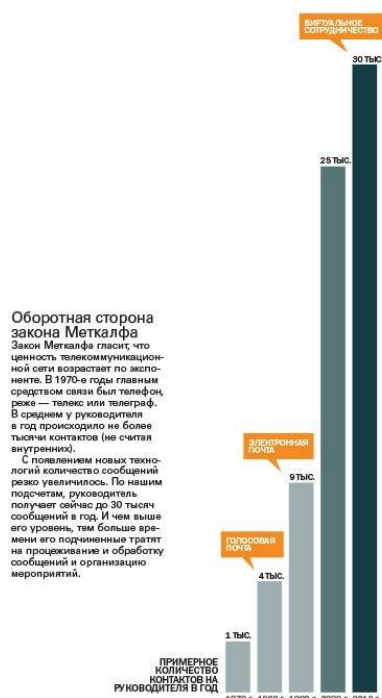 ВИРТУАЛЬНОЕ
СОТРУДНИЧЕСТВО
30 ТЫС.
25 ТЫС.
Оборотная сторона
закона Меткалфа
Закон Меткалфа гласит, что
ценность телекоммуникацион-
ной сети возрастает по экспо-
ненте. В 1970-е годы главным
средством связи был телефон,
реже — телекс или телеграф.
В среднем у руководителя
в год происходило не более
тысячи контактов (не считая
внутренних).
С появлением новых техно-
логий количество сообщений
резко увеличилось. По нашим
подсчетам, руководитель
получает сейчас до 30 тысяч
сообщений в год. И чем выше
его уровень, тем больше вре-
мени его подчиненные тратят
на процеживание и обработку
сообщений и организацию
мероприятий.
ЭЛЕКТРОННАЯ
ПОЧТА
9 ТЫС.
ГОЛОСОВАЯ
ПОЧТА
4 ТЫС.
1 ТЫС.
ПРИМЕРНОЕ
КОЛИЧЕСТВО
КОНТАКТОВ НА
РУКОВОДИТЕЛЯ В ГОД